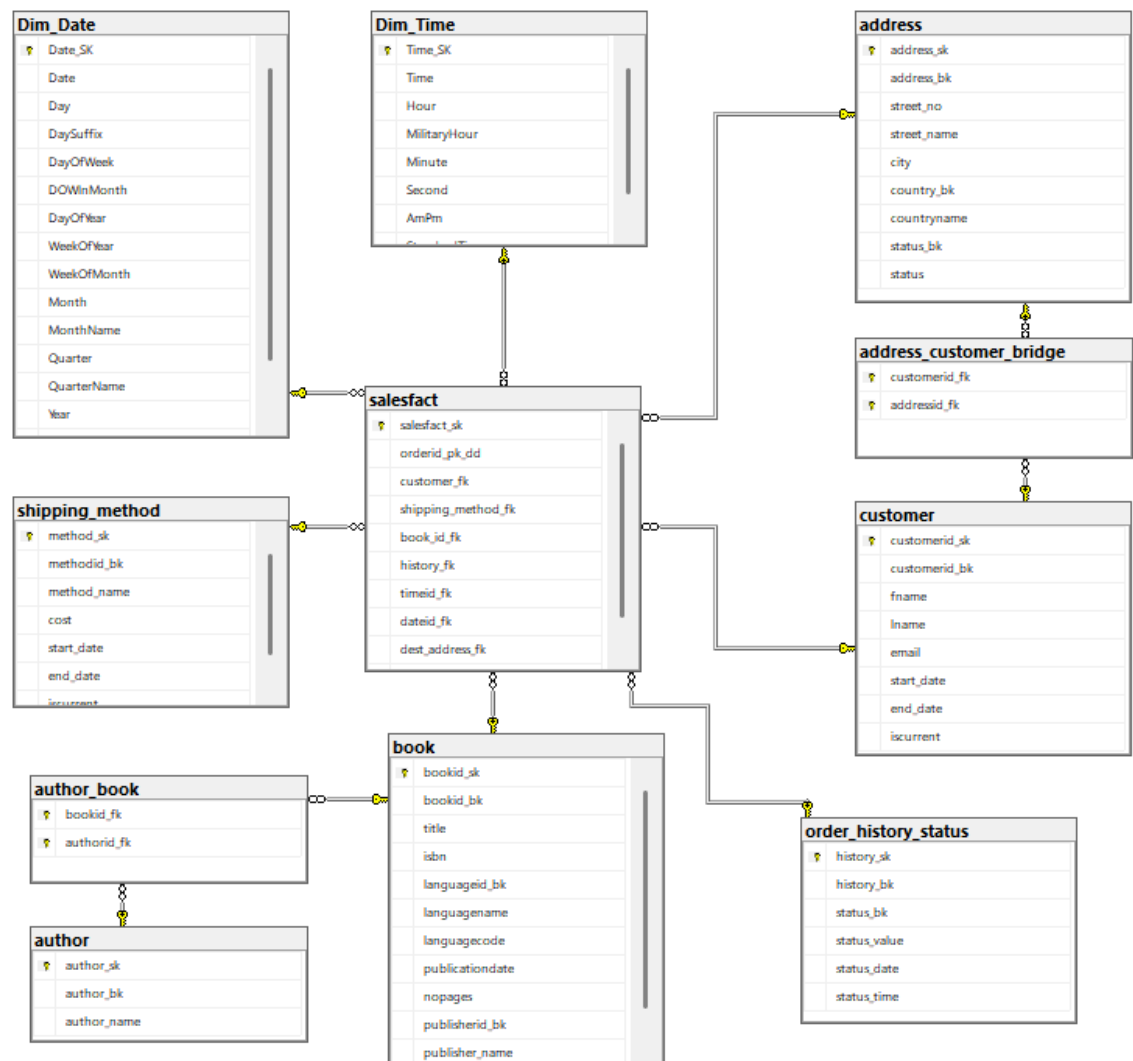 Dim_Date
Date_SK
Date
Day
DaySuffix
DayOfWeek
DOWInMonth
DayOfYear
WeekOfYear
WeekOfMonth
Month
MonthName
Quarter
QuarterName
Year
Dim_Time
Time_SK
Time
Hour
MilitaryHour
Minute
Second
AmPm
address
address_sk
address_bk
street_no
street_name
city
country_bk
countryname
status_bk
status
address_customer_bridge
customerid_fk
addressid_fk
salesfact
salesfact_sk
orderid_pk_dd
customer_fk
shipping_method_fk
book_id_fk
history_fk
timeid_fk
dateid_fk
dest_address_fk
shipping_method
method_sk
methodid_bk
method_name
cost
start_date
end_date
iscurrent
customer
customerid_sk
customerid_bk
fname
lname
email
start_date
end_date
iscurrent
book
bookid_sk
bookid_bk
title
isbn
languageid_bk
languagename
languagecode
publicationdate
nopages
publisherid_bk
publisher_name
author_book
bookid_fk
authorid_fk
author
author_sk
author_bk
author_name
order_history_status
history_sk
history_bk
status_bk
status_value
status_date
status_time